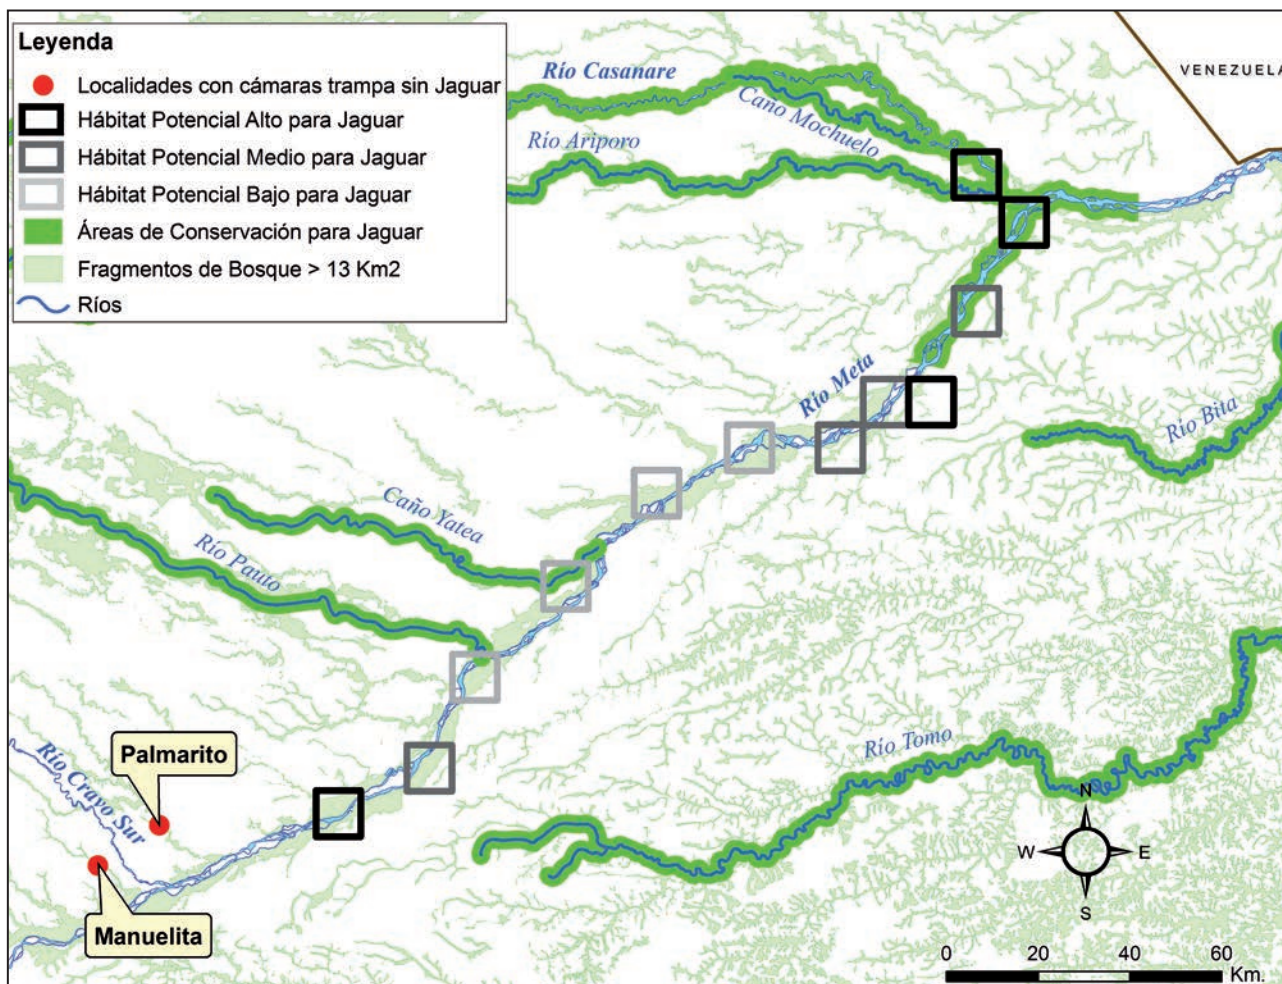 Leyenda
Localidades con cámaras trampa sin Jaguar
Hábitat Potencial Alto para Jaguar
Hábitat Potencial Medio para Jaguar
Hábitat Potencial Bajo para Jaguar
Áreas de Conservación para Jaguar
Fragmentos de Bosque > 13 Km2
Ríos
Río Casanare
Caño Mochuelo
Río Ariporo
VENEZUELA
Río Meta
Río Bita
Caño Yatea
Río Pauto
Río Tomo
Palmarito
Río Cravo Sur
Manuelita
N
W
E
S
0 20 40 60
Km.